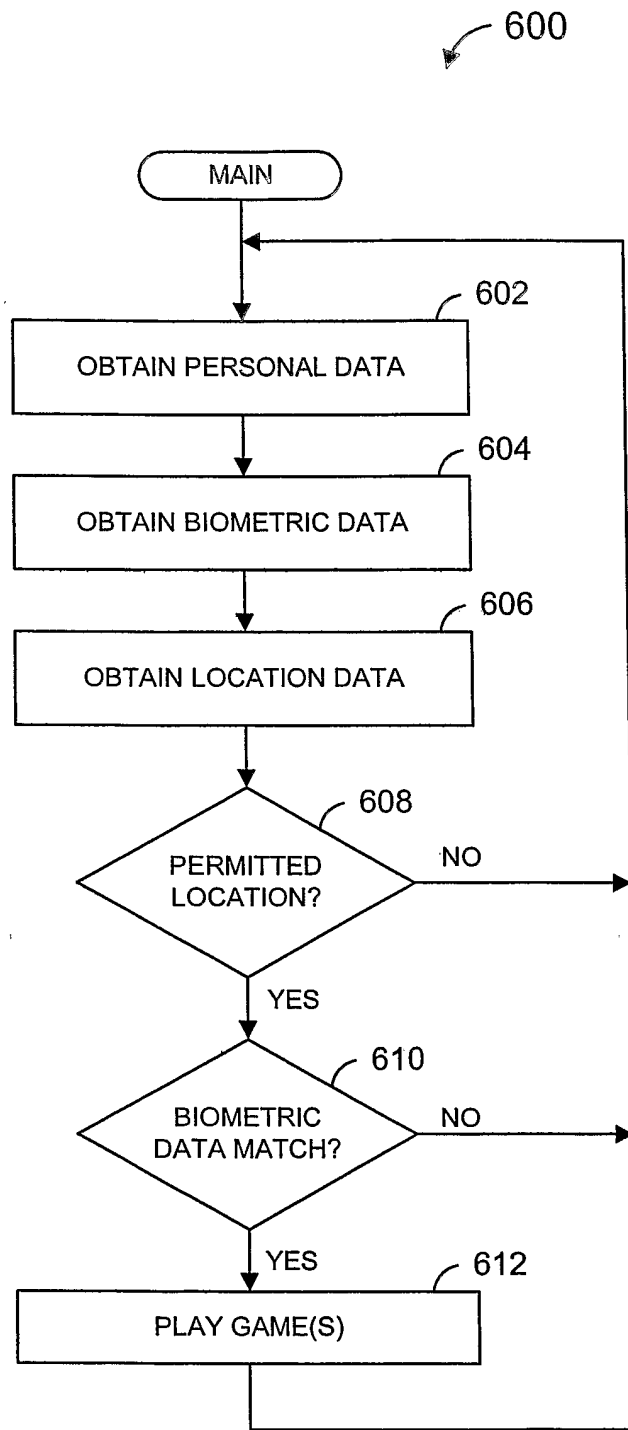 600
MAIN
602
OBTAIN PERSONAL DATA
604
OBTAIN BIOMETRIC DATA
606
OBTAIN LOCATION DATA
608
PERMITTED
LOCATION?
NO
YES
610
BIOMETRIC
DATA MATCH?
NO
YES
612
PLAY GAME(S)